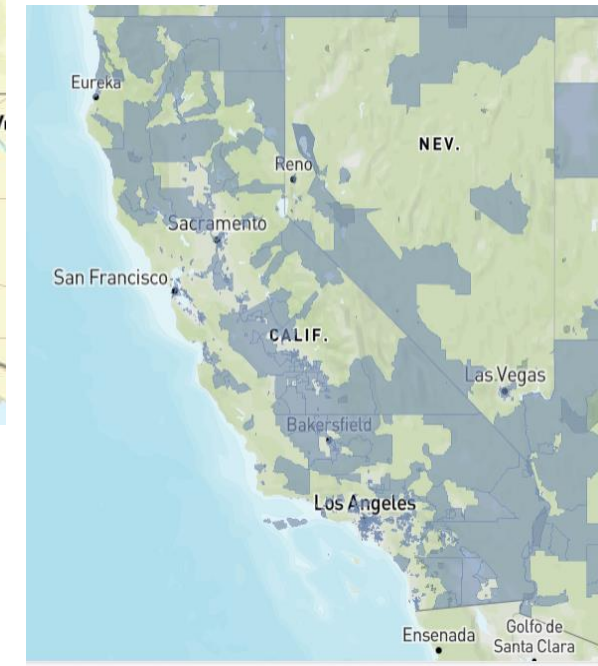 Eureka
NEV.
Reno
Sacramento
San Francisco
CALIF.
Las Vegas
Bakersfield
Los Angeles
Ensenada
Golfo de
Santa Clara